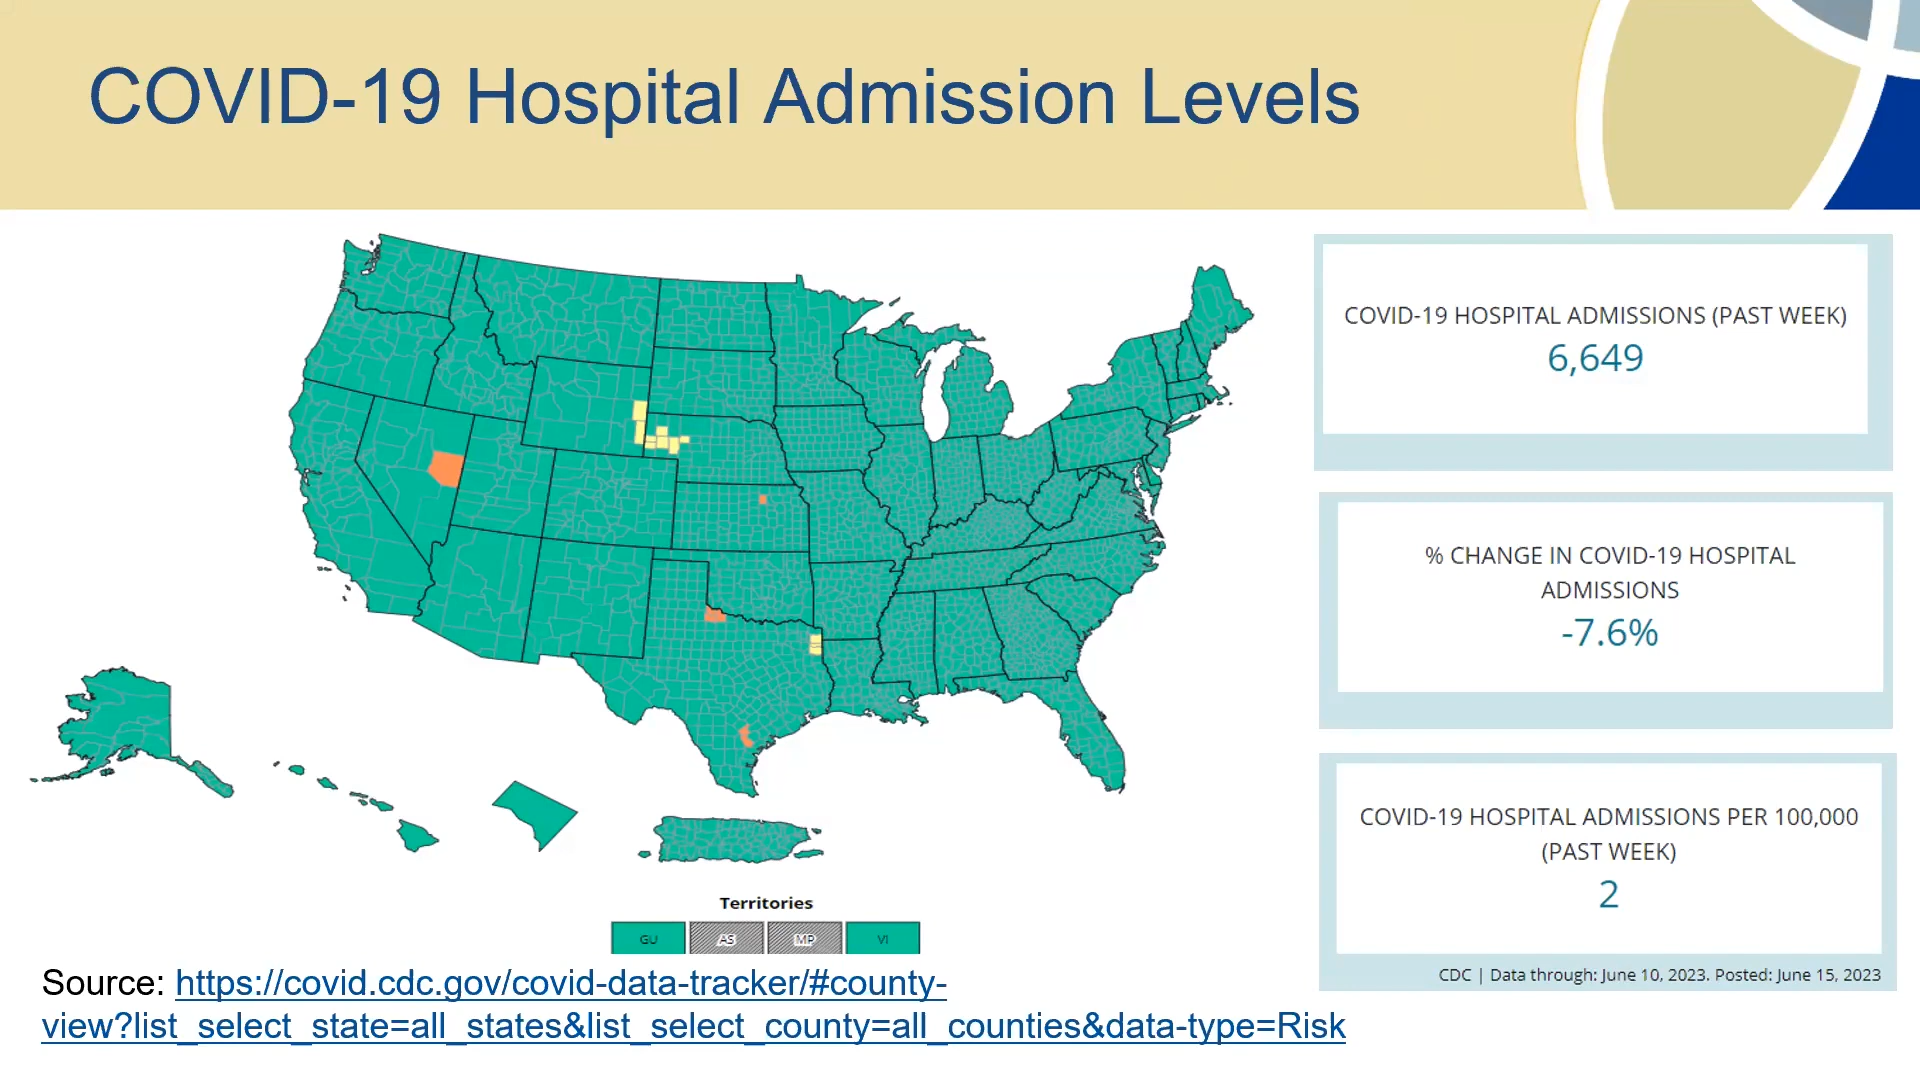 COVID-19 Hospital Admission Levels
COVID-19 HOSPITAL ADMISSIONS (PAST WEEK)
6,649
% CHANGE IN COVID-19 HOSPITAL
ADMISSIONS
-7.6%
COVID-19 HOSPITAL ADMISSIONS PER 100,000
(PAST WEEK)
2
CDC | Data through: June 10, 2023. Posted: June 15, 2023
Territories
GU AS MP VI
Source: https://covid.cdc.gov/covid-data-tracker/#county-
view?list_select_state=all_states&list_select_county=all_counties&data-type=Risk